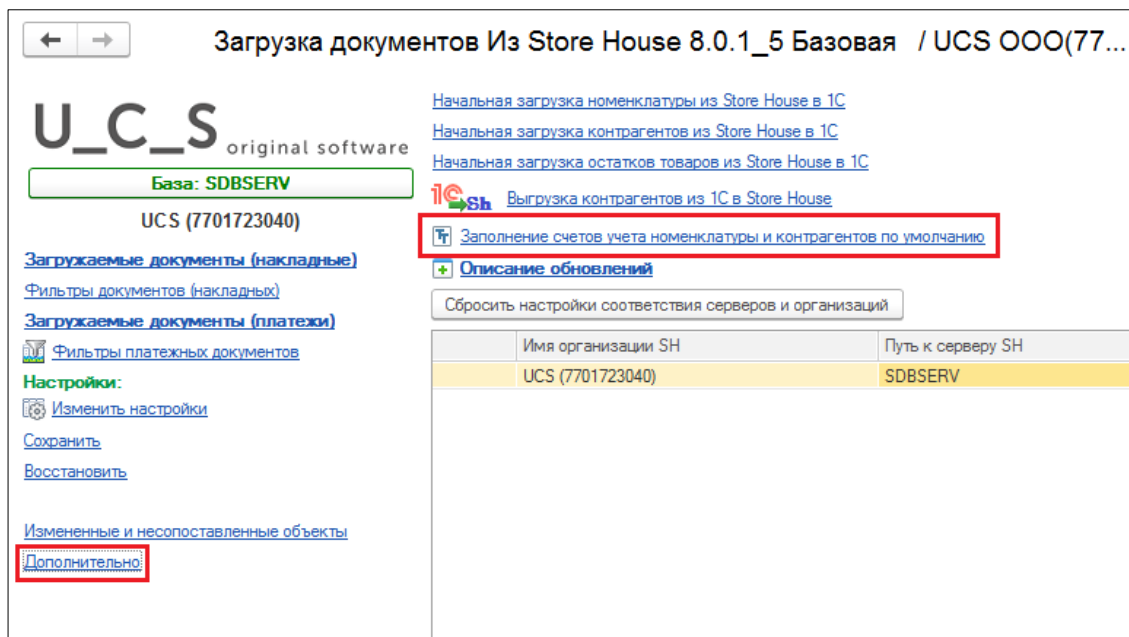 Загрузка документов Из Store House 8.0.1_5 Базовая / UCS ООО(77...
U_C_S original software
База: SDBSERV
UCS (7701723040)
Загружаемые документы (накладные)
Фильтры документов (накладных)
Загружаемые документы (платежи)
Фильтры платежных документов
Настройки:
Изменить настройки
Сохранить
Восстановить
Измененные и несопоставленные объекты
Дополнительно
Начальная загрузка номенклатуры из Store House в 1С
Начальная загрузка контрагентов из Store House в 1С
Начальная загрузка остатков товаров из Store House в 1С
1С Sh Выгрузка контрагентов из 1С в Store House
Тт Заполнение счетов учета номенклатуры и контрагентов по умолчанию
Описание обновлений
Сбросить настройки соответствия серверов и организаций
Имя организации SH Путь к серверу SH
UCS (7701723040) SDBSERV